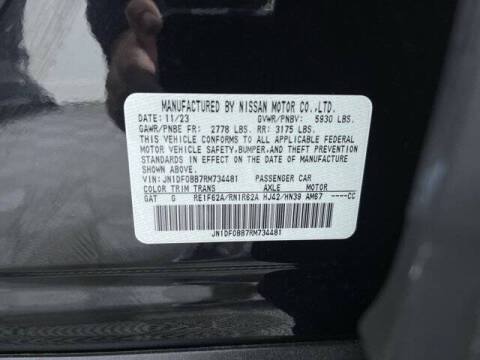 MANUFACTURED BY NISSAN MOTOR CO.,LTD.
DATE: 11/23 GVWR/PNBV: 5930 LBS.
GAWR/PNBE FR: 2778 LBS. RR: 3175 LBS.
THIS VEHICLE CONFORMS TO ALL APPLICABLE FEDERAL
MOTOR VEHICLE SAFETY,BUMPER,AND THEFT PREVENTION
STANDARDS IN EFFECT ON THE DATE OF MANUFACTURE
SHOWN ABOVE.
VIN: JN1DF0BB7RM734481 PASSENGER CAR
COLOR TRIM TRANS AXLE MOTOR
GAT G RE1F62A/RN1R62A HJ42/HN39 AM67 ----CC
JN1DF0BB7RM734481